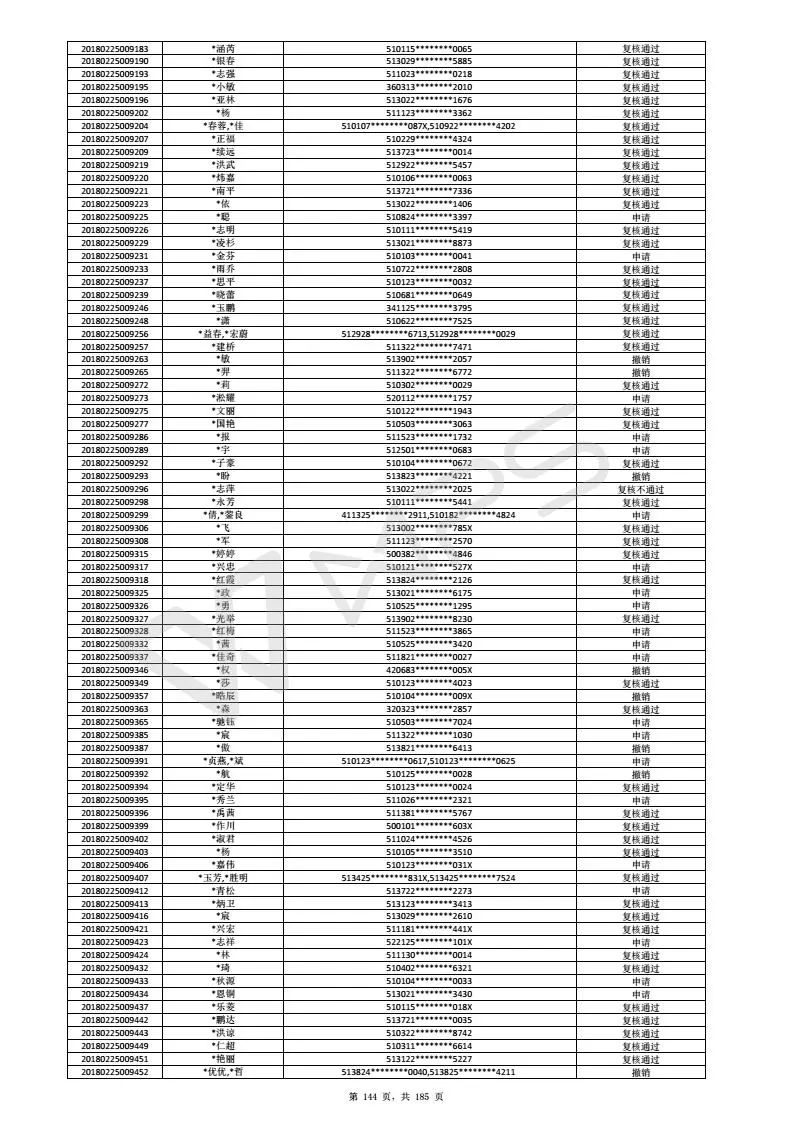 20180225009183 *涵芮 510115********0065 复核通过
20180225009190 *银春 513029********5885 复核通过
20180225009193 *志强 511023********0218 复核通过
20180225009195 *小敏 360313********2010 复核通过
20180225009196 *亚林 513022********1676 复核通过
20180225009202 *杨 511123********3362 复核通过
20180225009204 *春蓉,*佳 510107********087X,510922********4202 复核通过
20180225009207 *正福 510229********4324 复核通过
20180225009209 *续远 513723********0014 复核通过
20180225009219 *洪武 512922********5457 复核通过
20180225009220 *炜嘉 510106********0063 复核通过
20180225009221 *南平 513721********7336 复核通过
20180225009223 *依 513022********1406 复核通过
20180225009225 *聪 510824********3397 申请
20180225009226 *志明 510111********5419 复核通过
20180225009229 *凌杉 513021********8873 复核通过
20180225009231 *金芬 510103********0041 申请
20180225009233 *雨乔 510722********2808 复核通过
20180225009237 *思平 510123********0032 复核通过
20180225009239 *晓蕾 510681********0649 复核通过
20180225009246 *玉鹏 341125********3795 复核通过
20180225009248 *潇 510622********7525 复核通过
20180225009256 *益春,*宏蔚 512928********6713,512928********0029 复核通过
20180225009257 *建桥 511322********7471 复核通过
20180225009263 *敏 513902********2057 撤销
20180225009265 *羿 511322********6772 撤销
20180225009272 *莉 510302********0029 复核通过
20180225009273 *淞耀 520112********1757 申请
20180225009275 *文丽 510122********1943 复核通过
20180225009277 *国艳 510503********3063 复核通过
20180225009286 *报 511523********1732 申请
20180225009289 *宇 512501********0683 申请
20180225009292 *子豪 510104********0672 复核通过
20180225009293 *盼 513823********4221 撤销
20180225009296 *志萍 513022********2025 复核不通过
20180225009298 *永芳 510111********5441 复核通过
20180225009299 *倩,*鋆良 411325********2911,510182********4824 申请
20180225009306 *飞 513002********785X 复核通过
20180225009308 *军 511123********2570 复核通过
20180225009315 *婷婷 500382********4846 复核通过
20180225009317 *兴忠 510121********527X 申请
20180225009318 *红霞 513824********2126 复核通过
20180225009325 *政 513021********6175 申请
20180225009326 *勇 510525********1295 申请
20180225009327 *光举 513902********8230 复核通过
20180225009328 *红梅 511523********3865 申请
20180225009332 *茜 510525********3420 申请
20180225009337 *佳奇 511821********0027 申请
20180225009346 *权 420683********005X 撤销
20180225009349 *莎 510123********4023 复核通过
20180225009357 *晧辰 510104********009X 撤销
20180225009363 *森 320323********2857 复核通过
20180225009365 *驰钰 510503********7024 申请
20180225009385 *宸 511322********1030 申请
20180225009387 *傲 513821********6413 撤销
20180225009391 *贞燕,*斌 510123********0617,510123********0625 申请
20180225009392 *航 510125********0028 撤销
20180225009394 *定华 510123********0024 复核通过
20180225009395 *秀兰 511026********2321 申请
20180225009396 *禹茜 511381********5767 复核通过
20180225009399 *作川 500101********603X 复核通过
20180225009402 *淑君 511024********4526 复核通过
20180225009403 *杨 510105********3510 复核通过
20180225009406 *嘉伟 510123********031X 申请
20180225009407 *玉芳,*胜明 513425********831X,513425********7524 复核通过
20180225009412 *青松 513722********2273 申请
20180225009413 *炳卫 513123********3413 复核通过
20180225009416 *宸 513029********2610 复核通过
20180225009421 *兴宏 511181********441X 复核通过
20180225009423 *志祥 522125********101X 申请
20180225009424 *林 511130********0014 复核通过
20180225009432 *琦 510402********6321 复核通过
20180225009433 *秋源 510104********0033 申请
20180225009434 *恩铜 513021********3430 申请
20180225009437 *乐菱 510115********018X 复核通过
20180225009442 *鹏达 513721********0035 复核通过
20180225009443 *洪谅 510322********8742 复核通过
20180225009449 *仁超 510311********6614 复核通过
20180225009451 *艳丽 513122********5227 复核通过
20180225009452 *优优,*哲 513824********0040,513825********4211 撤销
第 144 页，共 185 页